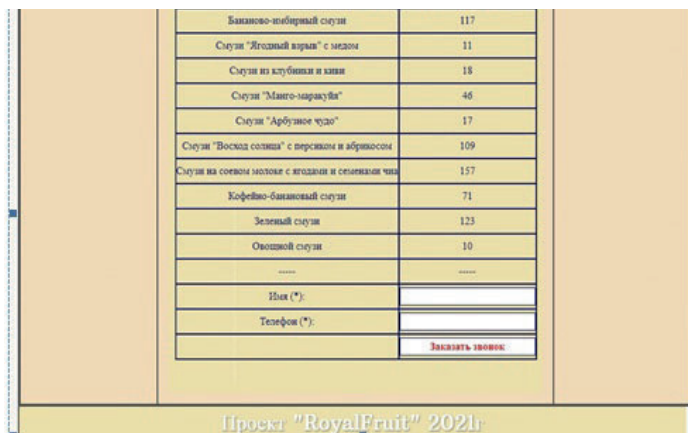 Бананово-имбирный смузи 117
Смузи "Ягодный взрыв" с медом 11
Смузи из клубники и киви 18
Смузи "Манго-маракуйя" 46
Смузи "Арбузное чудо" 17
Смузи "Восход солнца" с персиком и абрикосом 109
Смузи на соевом молоке с ягодами и семенами чиа 157
Кофейно-банановый смузи 71
Зеленый смузи 123
Овощной смузи 10
----- -----
Имя (*):
Телефон (*):
Заказать звонок
Проект "RoyalFruit" 2021г